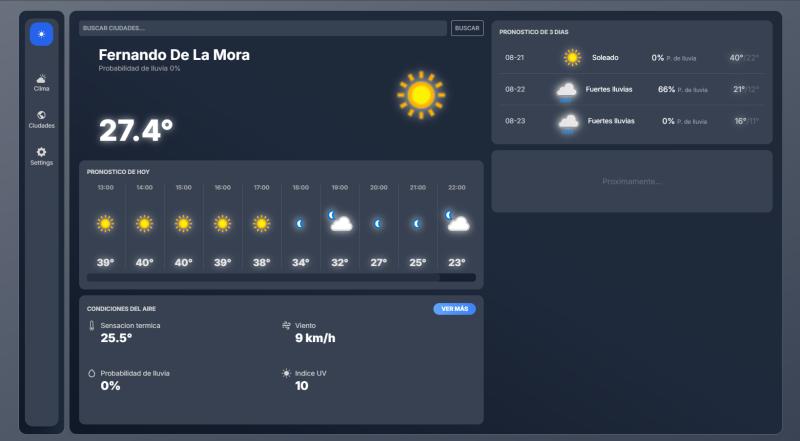 Clima
Ciudades
Settings
BUSCAR CIUDADES...
BUSCAR
Fernando De La Mora
Probabilidad de lluvia 0%
27.4°
PRONOSTICO DE HOY
13:00 14:00 15:00 16:00 17:00 18:00 19:00 20:00 21:00 22:00
39° 40° 40° 39° 38° 34° 32° 27° 25° 23°
CONDICIONES DEL AIRE
VER MÁS
Sensacion termica
25.5°
Viento
9 km/h
Probabilidad de lluvia
0%
Indice UV
10
PRONOSTICO DE 3 DIAS
08-21 Soleado 0% P. de lluvia 40°/22°
08-22 Fuertes lluvias 66% P. de lluvia 21°/12°
08-23 Fuertes lluvias 0% P. de lluvia 16°/11°
Proximamente...